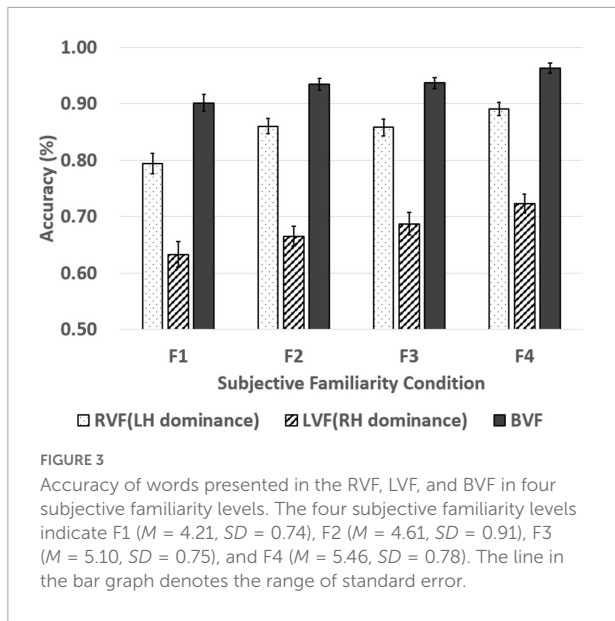 1.00
0.90
0.80
0.70
0.60
0.50
Accuracy (%)
F1 F2 F3 F4
Subjective Familiarity Condition
RVF(LH dominance) LVF(RH dominance) BVF
FIGURE 3
Accuracy of words presented in the RVF, LVF, and BVF in four
subjective familiarity levels. The four subjective familiarity levels
indicate F1 (M = 4.21, SD = 0.74), F2 (M = 4.61, SD = 0.91), F3
(M = 5.10, SD = 0.75), and F4 (M = 5.46, SD = 0.78). The line in
the bar graph denotes the range of standard error.